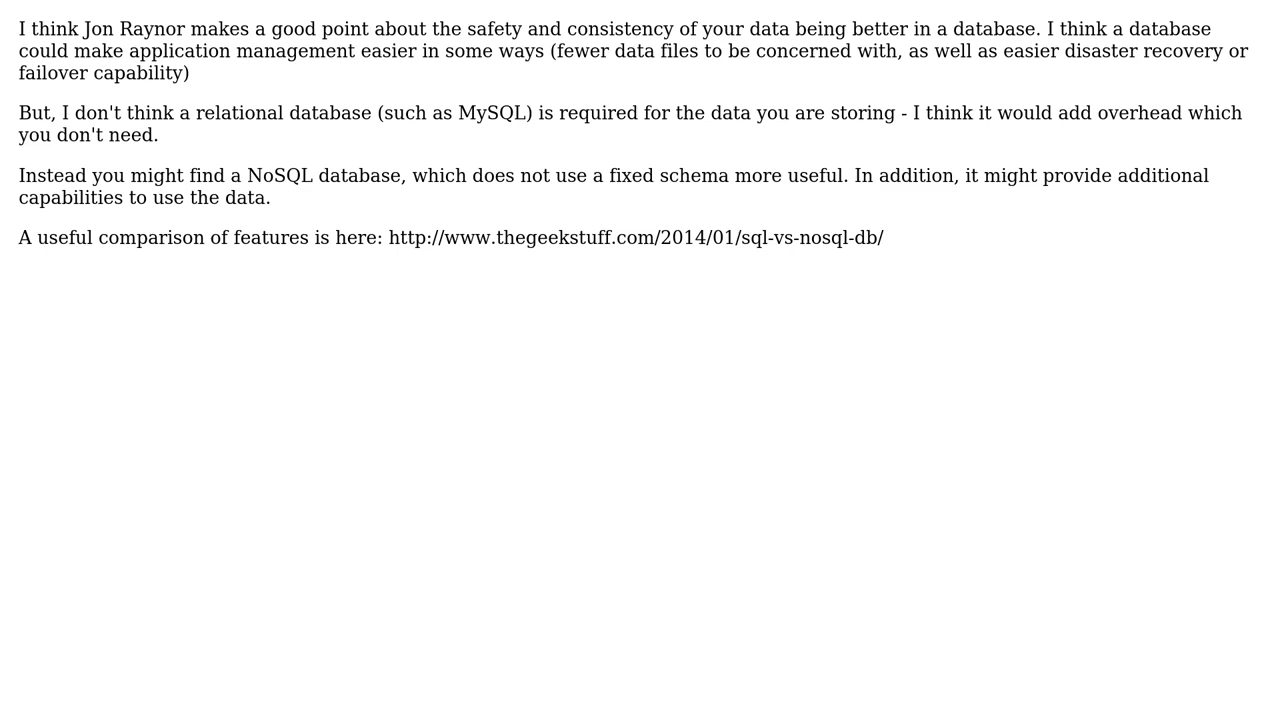 I think Jon Raynor makes a good point about the safety and consistency of your data being better in a database. I think a database
could make application management easier in some ways (fewer data files to be concerned with, as well as easier disaster recovery or
failover capability)
But, I don't think a relational database (such as MySQL) is required for the data you are storing - I think it would add overhead which
you don't need.
Instead you might find a NoSQL database, which does not use a fixed schema more useful. In addition, it might provide additional
capabilities to use the data.
A useful comparison of features is here: http://www.thegeekstuff.com/2014/01/sql-vs-nosql-db/